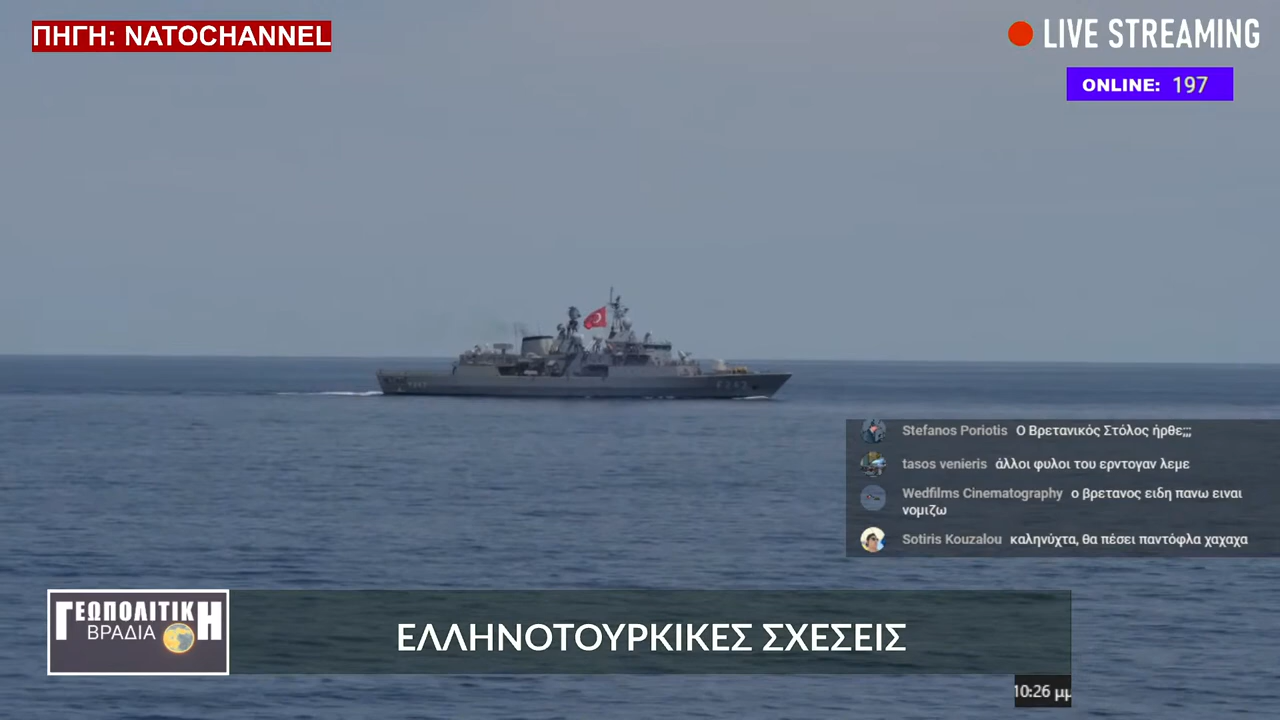 ΠΗΓΗ: NATOCHANNEL
LIVE STREAMING
ONLINE: 197
Stefanos Poriotis Ο Βρετανικός Στόλος ήρθε;;;
tasos venieris άλλοι φυλοι του ερντογαν λεμε
Wedfilms Cinematography ο βρετανος ειδη πανω ειναι
νομιζω
Sotiris Kouzalou καληνύχτα, θα πέσει παντόφλα χαχαχα
ΓΕΩΠΟΛΙΤΙΚΗ
ΒΡΑΔΙΑ
ΕΛΛΗΝΟΤΟΥΡΚΙΚΕΣ ΣΧΕΣΕΙΣ
10:26 μμ